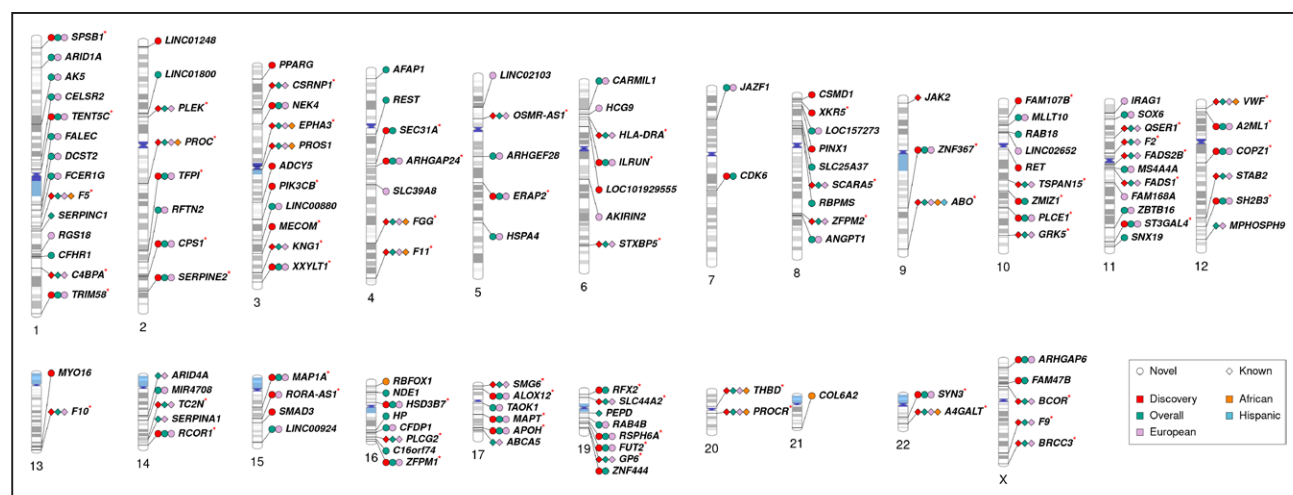 SPSB1*
ARID1A
AK5
CELSR2
TENT5C*
FALEC
DCST2
FCER1G
F5*
SERPINC1
RGS18
CFHR1
C4BPA*
TRIM58*
1
LINC01248
LINC01800
PLEK*
PROC*
TFPI*
RFTN2
CPS1*
SERPINE2*
2
PPARG
CSRNP1*
NEK4
EPHA3*
PROS1
ADCY5
PIK3CB*
LINC00880
MECOM*
KNG1*
XXYLT1*
3
AFAP1
REST
SEC31A*
ARHGAP24*
SLC39A8
FGG*
F11*
4
LINC02103
OSMR-AS1*
ARHGEF28
ERAP2*
HSPA4
5
CARMIL1
HCG9
HLA-DRA*
ILRUN*
LOC101929555
AKIRIN2
STXBP5*
6
JAZF1
CDK6
7
CSMD1
XKR5*
LOC157273
PINX1
SLC25A37
SCARA5*
RBPMS
ZFPM2*
ANGPT1
8
JAK2
ZNF367*
ABO*
9
FAM107B*
MLLT10
RAB18
LINC02652
RET
TSPAN15*
ZMIZ1*
PLCE1*
GRK5*
10
IRAG1
SOX6
QSER1*
F2*
FADS2B*
MS4A4A
FADS1*
FAM168A
ZBTB16
ST3GAL4*
SNX19
11
VWF*
A2ML1*
COPZ1*
STAB2
SH2B3*
MPHOSPH9
12
MYO16
F10*
13
ARID4A
MIR4708
TC2N*
SERPINA1
RCOR1*
14
MAP1A*
RORA-AS1*
SMAD3
LINC00924
15
RBFOX1
NDE1
HSD3B7*
HP
CFDP1
PLCG2*
C16orf74
ZFPM1*
16
SMG6*
ALOX12*
TAOK1
MAPT*
APOH*
ABCA5
17
RFX2*
SLC44A2*
PEPD
RAB4B
RSPH6A*
FUT2*
GP6*
ZNF444
19
THBD*
PROCR*
20
COL6A2
21
SYN3*
A4GALT*
22
ARHGAP6
FAM47B
BCOR*
F9*
BRCC3*
X
Novel Known
Discovery African
Overall Hispanic
European